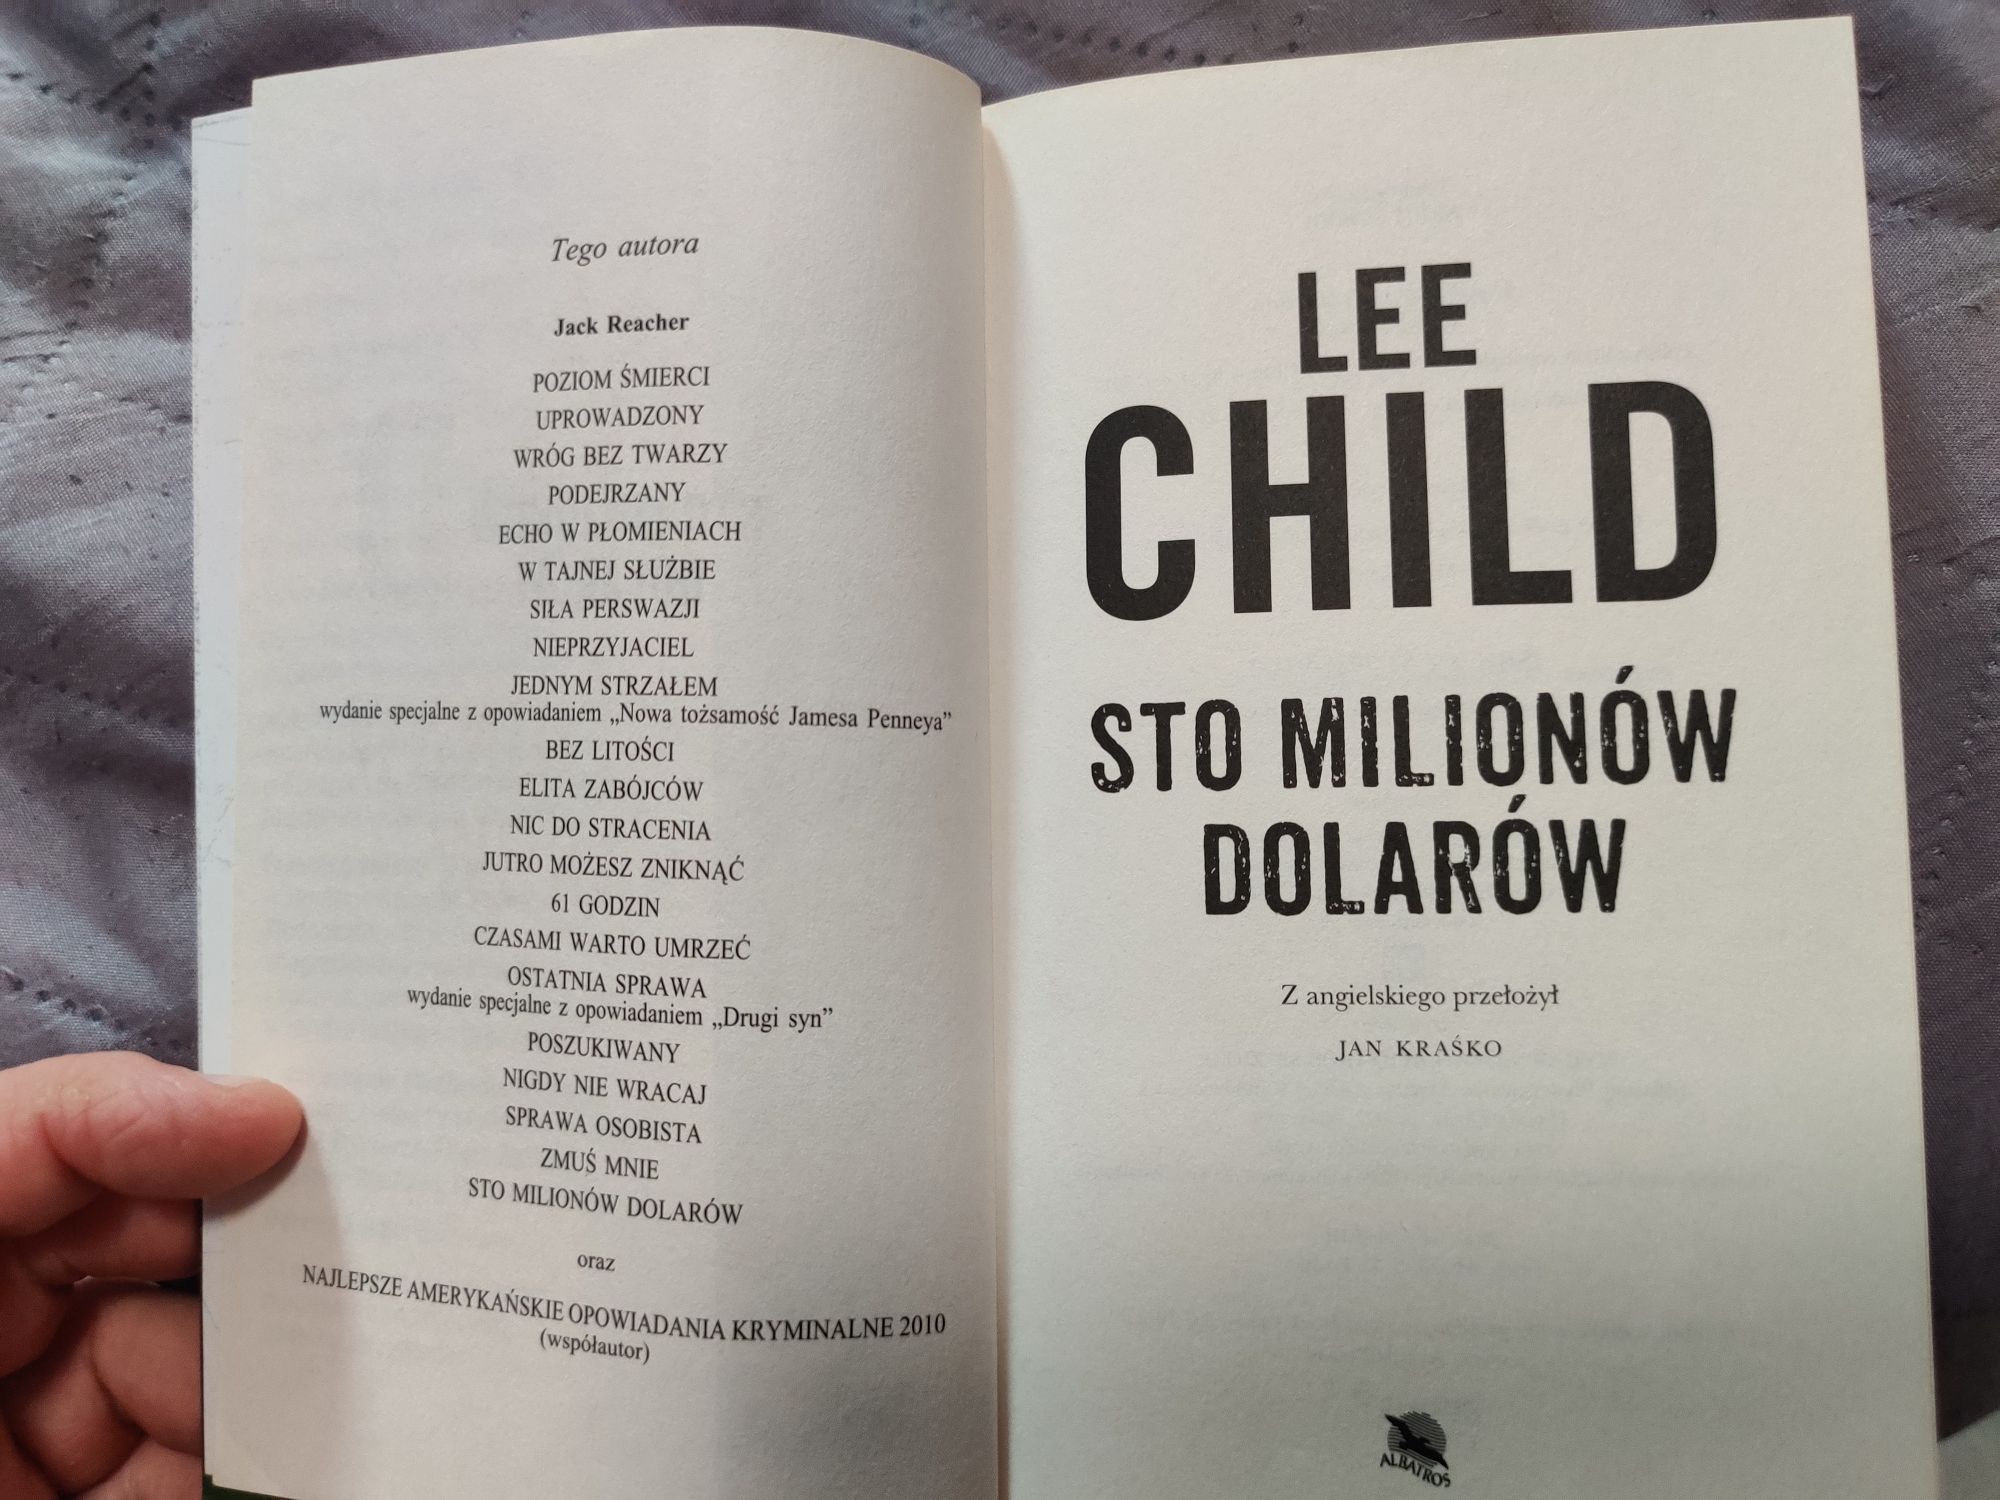 Tego autora
Jack Reacher
POZIOM ŚMIERCI
UPROWADZONY
WRÓG BEZ TWARZY
PODEJRZANY
ECHO W PŁOMIENIACH
W TAJNEJ SŁUŻBIE
SIŁA PERSWAZJI
NIEPRZYJACIEL
JEDNYM STRZAŁEM
wydanie specjalne z opowiadaniem „Nowa tożsamość Jamesa Penneya”
BEZ LITOŚCI
ELITA ZABÓJCÓW
NIC DO STRACENIA
JUTRO MOŻESZ ZNIKNĄĆ
61 GODZIN
CZASAMI WARTO UMRZEĆ
OSTATNIA SPRAWA
wydanie specjalne z opowiadaniem „Drugi syn”
POSZUKIWANY
NIGDY NIE WRACAJ
SPRAWA OSOBISTA
ZMUŚ MNIE
STO MILIONÓW DOLARÓW
oraz
NAJLEPSZE AMERYKAŃSKIE OPOWIADANIA KRYMINALNE 2010
(współautor)
LEE
CHILD
STO MILIONÓW
DOLARÓW
Z angielskiego przełożył
JAN KRAŚKO
ALBATROS